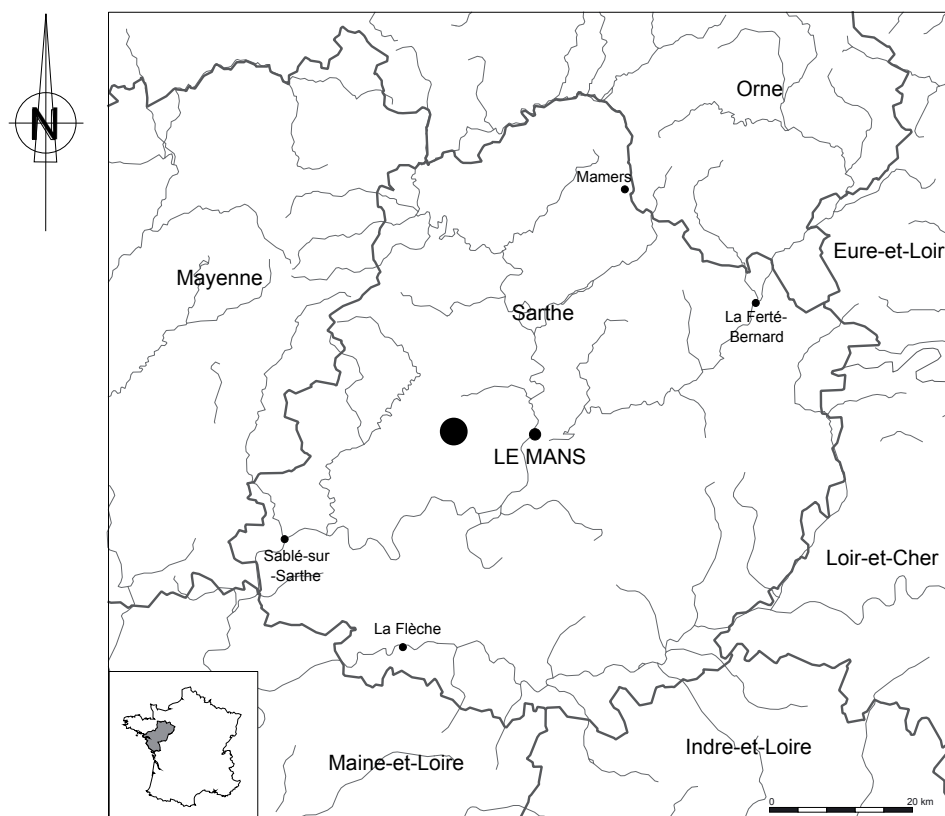 N
Orne
Mamers
Eure-et-Loir
Mayenne
Sarthe
La Ferté-
Bernard
LE MANS
Sablé-sur
-Sarthe
Loir-et-Cher
La Flèche
Indre-et-Loire
Maine-et-Loire
0
20 km